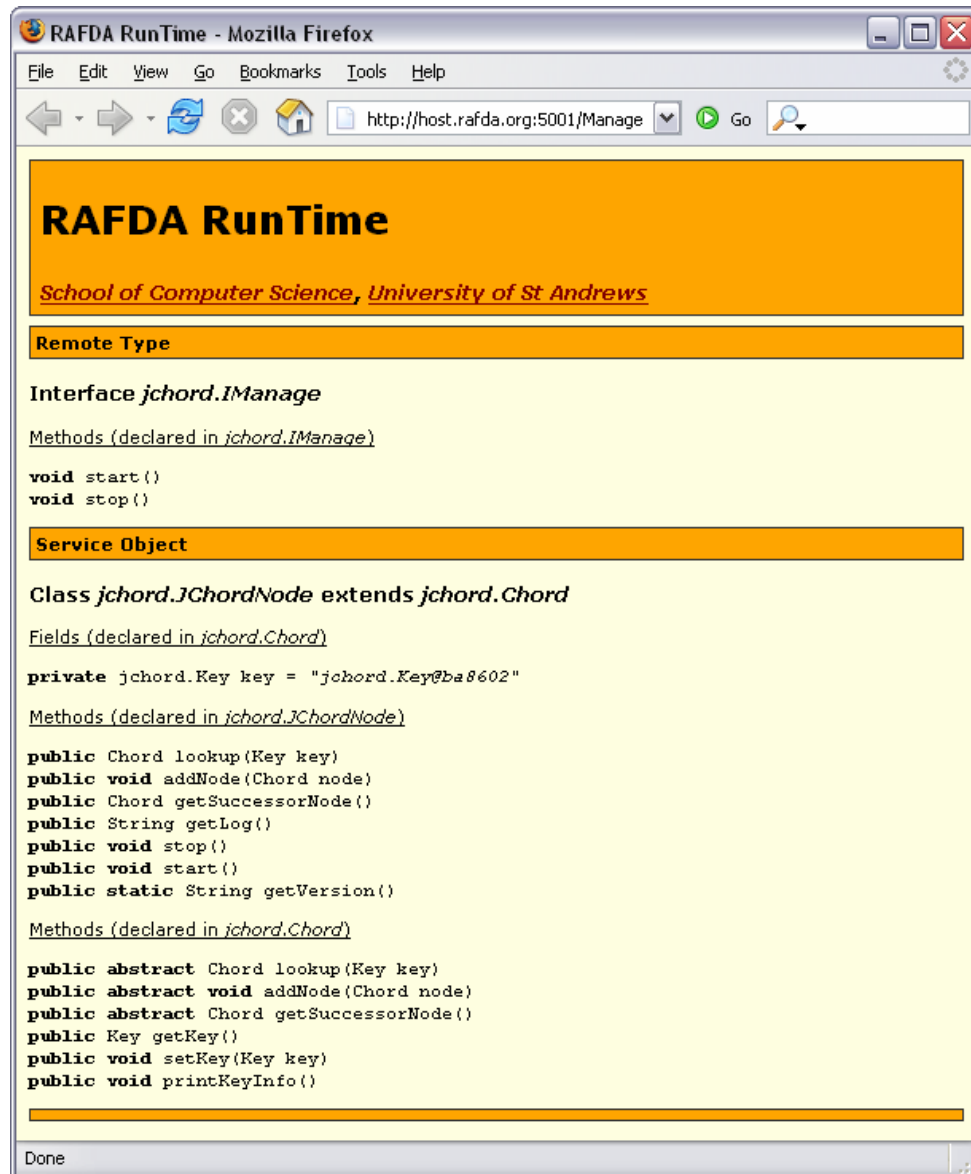 RAFDA RunTime - Mozilla Firefox
File Edit View Go Bookmarks Tools Help
http://host.rafda.org:5001/Manage Go
RAFDA RunTime
School of Computer Science, University of St Andrews
Remote Type
Interface jchord.IManage
Methods (declared in jchord.IManage)
void start()
void stop()
Service Object
Class jchord.JChordNode extends jchord.Chord
Fields (declared in jchord.Chord)
private jchord.Key key = "jchord.Key@ba8602"
Methods (declared in jchord.JChordNode)
public Chord lookup(Key key)
public void addNode(Chord node)
public Chord getSuccessorNode()
public String getLog()
public void stop()
public void start()
public static String getVersion()
Methods (declared in jchord.Chord)
public abstract Chord lookup(Key key)
public abstract void addNode(Chord node)
public abstract Chord getSuccessorNode()
public Key getKey()
public void setKey(Key key)
public void printKeyInfo()
Done